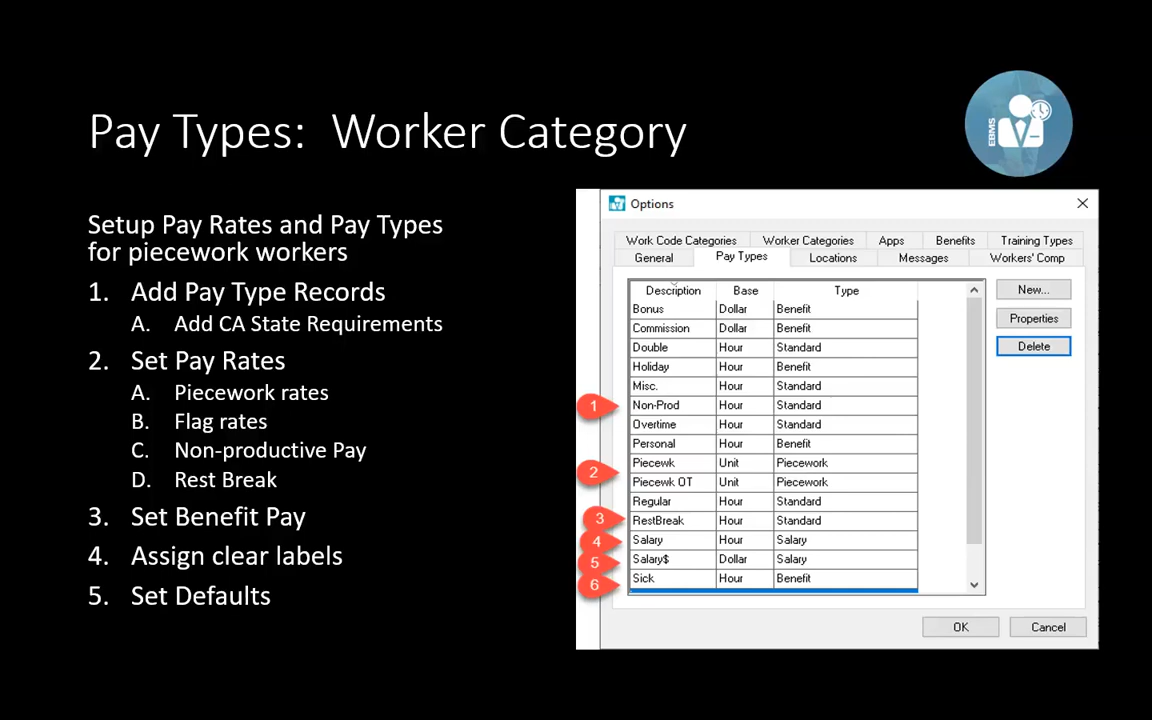 Pay Types: Worker Category
EBMS
Setup Pay Rates and Pay Types
for piecework workers
1. Add Pay Type Records
A. Add CA State Requirements
2. Set Pay Rates
A. Piecework rates
B. Flag rates
C. Non-productive Pay
D. Rest Break
3. Set Benefit Pay
4. Assign clear labels
5. Set Defaults
Options
Work Code Categories Worker Categories Apps Benefits Training Types
General Pay Types Locations Messages Workers' Comp
Description Base Type
Bonus Dollar Benefit
Commission Dollar Benefit
Double Hour Standard
Holiday Hour Benefit
Misc. Hour Standard
1 Non-Prod Hour Standard
Overtime Hour Standard
Personal Hour Benefit
Piecewk Unit Piecework
2
Piecewk OT Unit Piecework
Regular Hour Standard
3 RestBreak Hour Standard
4 Salary Hour Salary
5 Salary$ Dollar Salary
6 Sick Hour Benefit
New...
Properties
Delete
OK Cancel